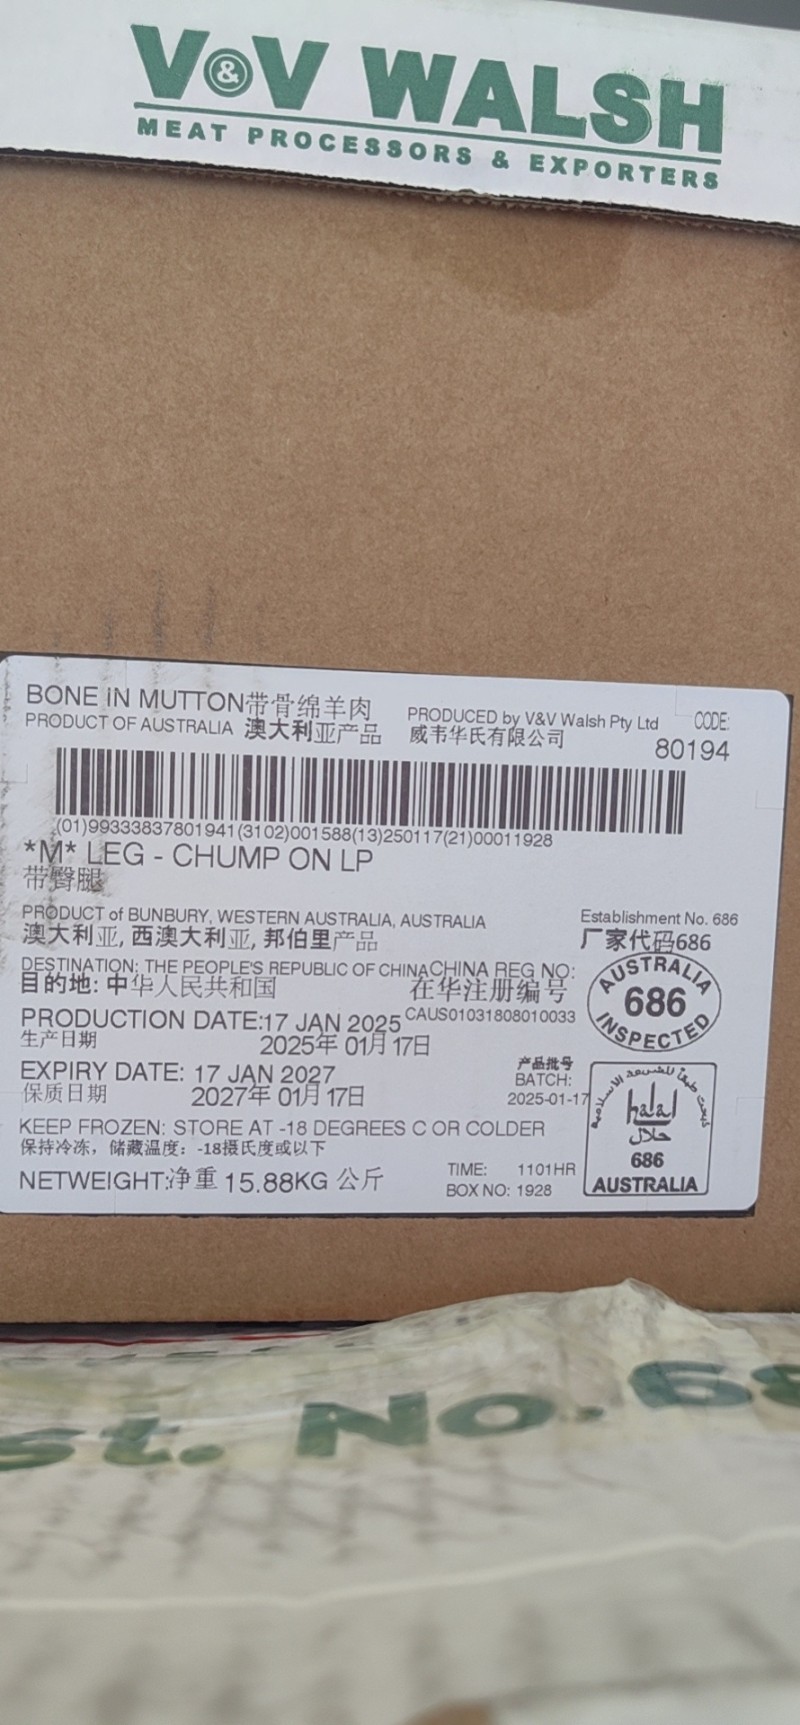 V&V WALSH
MEAT PROCESSORS & EXPORTERS
BONE iN MUTTON带骨绵羊肉
PRODUCT OF AUSTRALIA 澳大利亚产品
PRODUCED by V&V Walsh Pty Ltd
威韦华氏有限公司
CODE:
80194
(01)99333837801941(3102)001588(13)250117(21)00011928
*M* LEG - CHUMP ON LP
带臀腿
PRODUCT of BUNBURY, WESTERN AUSTRALIA, AUSTRALIA
澳大利亚, 西澳大利亚, 邦伯里产品
Establishment No. 686
厂家代码686
DESTINATION: THE PEOPLE'S REPUBLIC OF CHINA
目的地: 中华人民共和国
CHINA REG NO:
在华注册编号
CAUS01031808010033
AUSTRALIA
686
INSPECTED
PRODUCTION DATE:17 JAN 2025
生产日期 2025年 01月 17日
EXPIRY DATE: 17 JAN 2027
保质日期 2027年 01月 17日
产品批号
BATCH:
2025-01-17
KEEP FROZEN: STORE AT -18 DEGREES C OR COLDER
保持冷冻，储藏温度：-18摄氏度或以下
NETWEIGHT:净重 15.88KG 公斤
TIME: 1101HR
BOX NO: 1928
halal
حلال
686
AUSTRALIA
st. No. 68